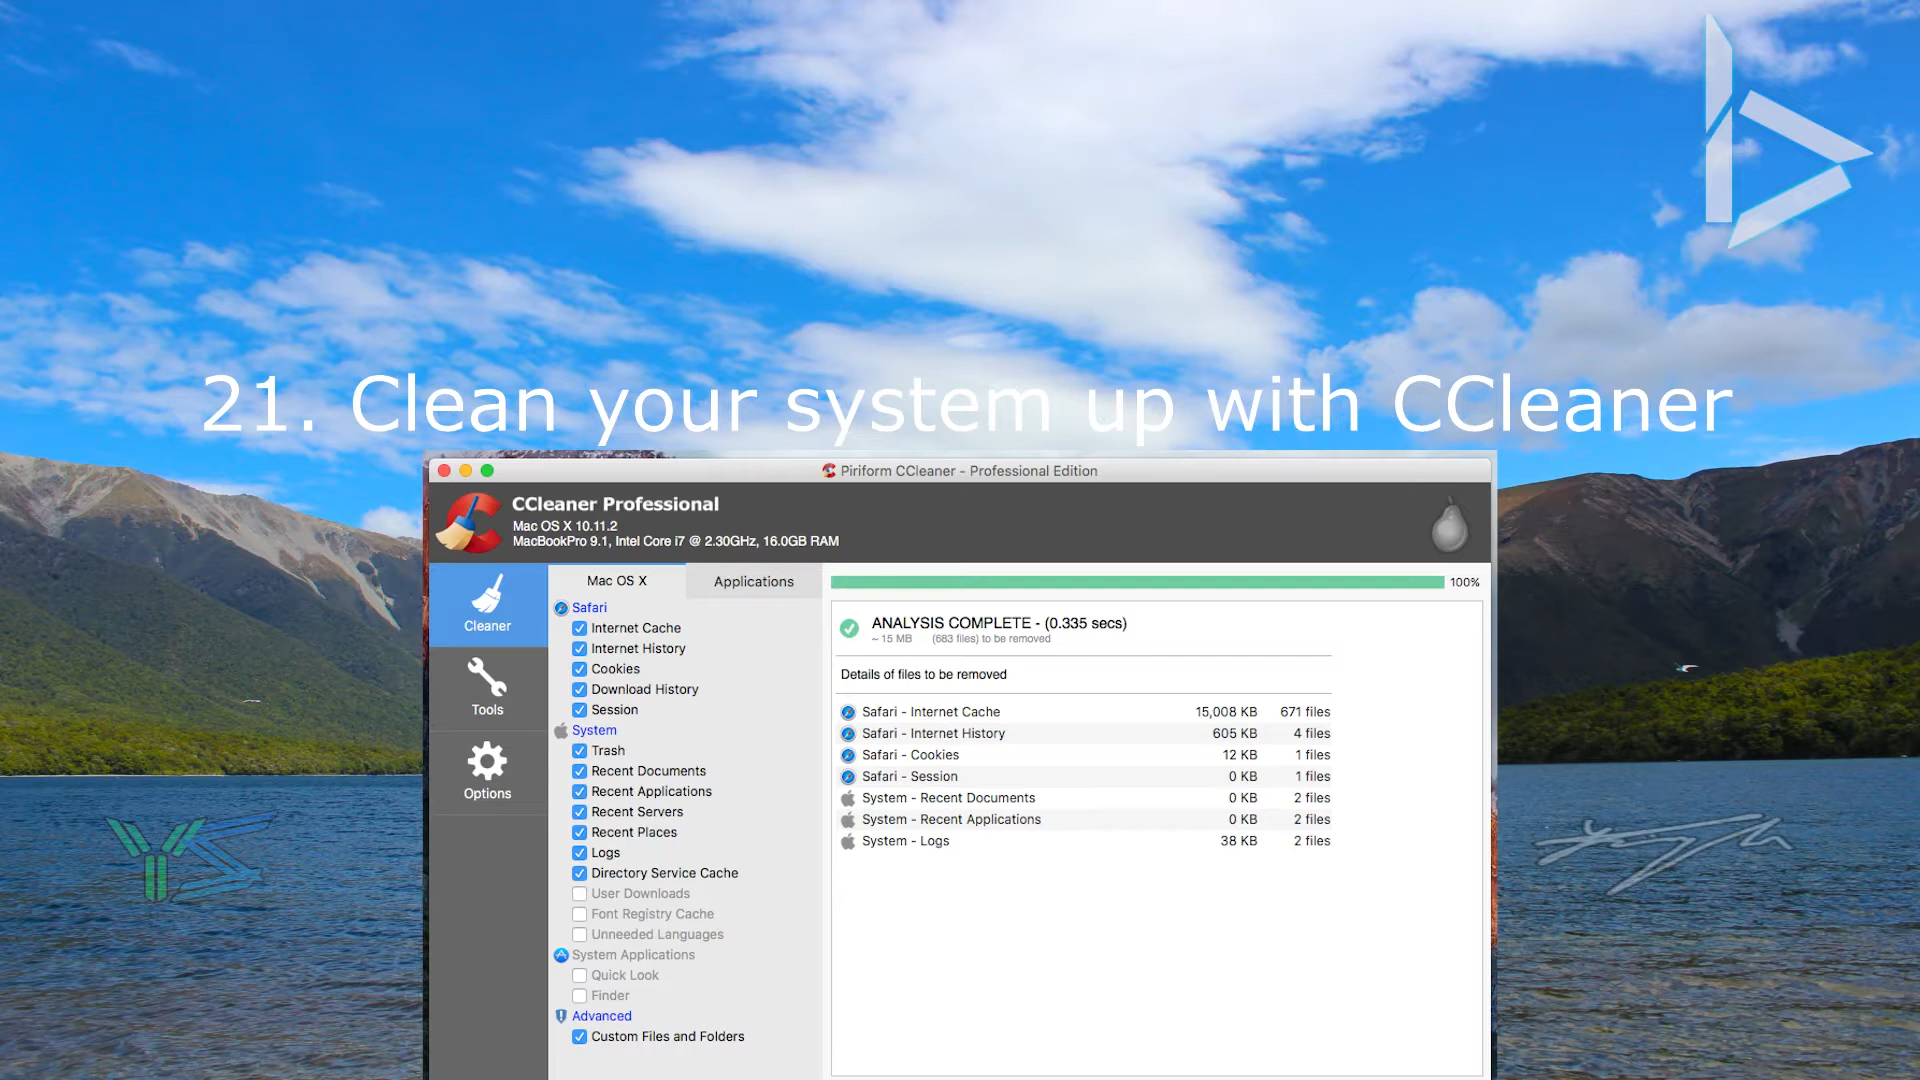 21. Clean your system up with CCleaner
Piriform CCleaner - Professional Edition
CCleaner Professional
Mac OS X 10.11.2
MacBookPro 9.1, Intel Core i7 @ 2.30GHz, 16.0GB RAM
Cleaner
Tools
Options
Mac OS X
Applications
Safari
Internet Cache
Internet History
Cookies
Download History
Session
System
Trash
Recent Documents
Recent Applications
Recent Servers
Recent Places
Logs
Directory Service Cache
User Downloads
Font Registry Cache
Unneeded Languages
System Applications
Quick Look
Finder
Advanced
Custom Files and Folders
100%
ANALYSIS COMPLETE - (0.335 secs)
~ 15 MB (683 files) to be removed
Details of files to be removed
Safari - Internet Cache 15,008 KB 671 files
Safari - Internet History 605 KB 4 files
Safari - Cookies 12 KB 1 files
Safari - Session 0 KB 1 files
System - Recent Documents 0 KB 2 files
System - Recent Applications 0 KB 2 files
System - Logs 38 KB 2 files